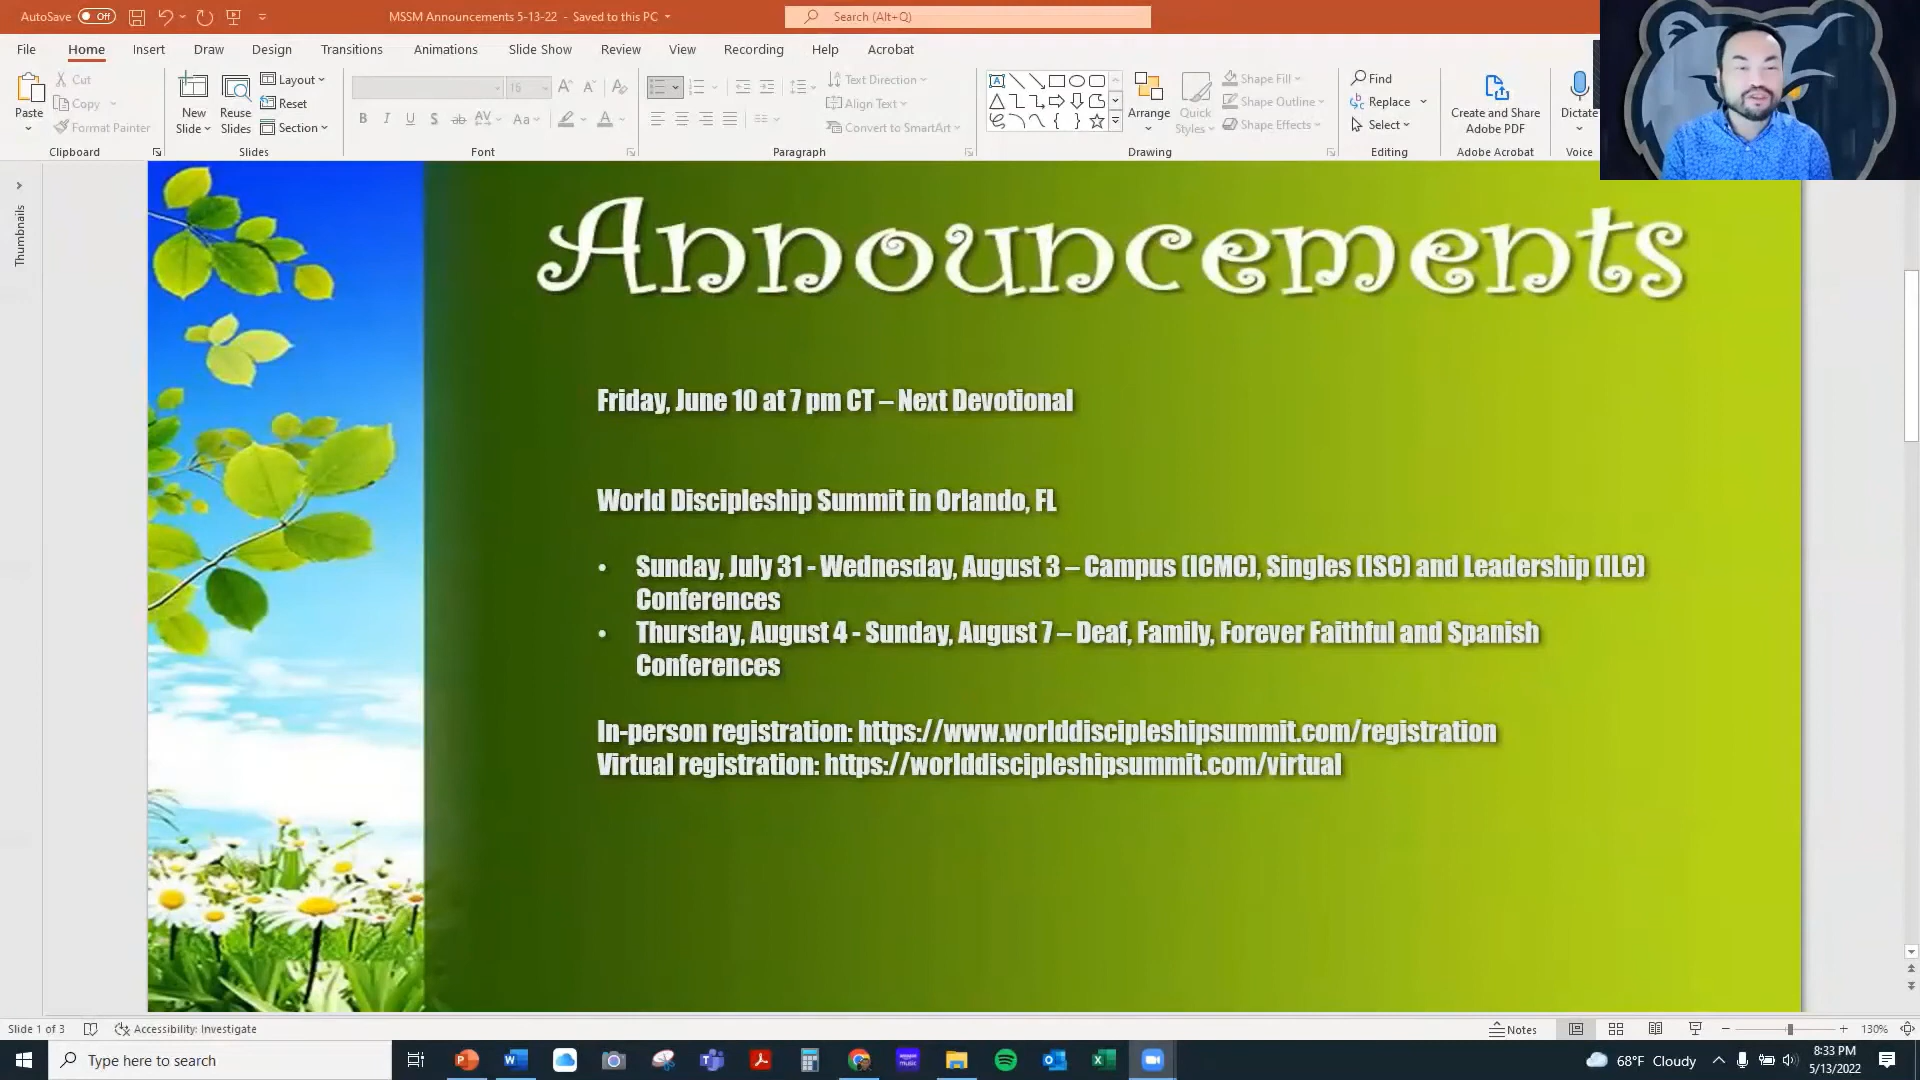 AutoSave Off MSSM Announcements 5-13-22 - Saved to this PC Search (Alt+Q)
File Home Insert Draw Design Transitions Animations Slide Show Review View Recording Help Acrobat
Paste
Cut
Copy
Format Painter
Clipboard
New Slide
Reuse Slides
Layout
Reset
Section
Slides
16
Font
Text Direction
Align Text
Convert to SmartArt
Paragraph
Arrange
Quick Styles
Shape Fill
Shape Outline
Shape Effects
Drawing
Find
Replace
Select
Editing
Create and Share Adobe PDF
Adobe Acrobat
Dictate
Voice
Thumbnails
Announcements
Friday, June 10 at 7 pm CT – Next Devotional
World Discipleship Summit in Orlando, FL
• Sunday, July 31 - Wednesday, August 3 – Campus (ICMC), Singles (ISC) and Leadership (ILC)
Conferences
• Thursday, August 4 - Sunday, August 7 – Deaf, Family, Forever Faithful and Spanish
Conferences
In-person registration: https://www.worlddiscipleshipsummit.com/registration
Virtual registration: https://worlddiscipleshipsummit.com/virtual
Slide 1 of 3 Accessibility: Investigate Notes 130%
Type here to search 68°F Cloudy 8:33 PM
5/13/2022